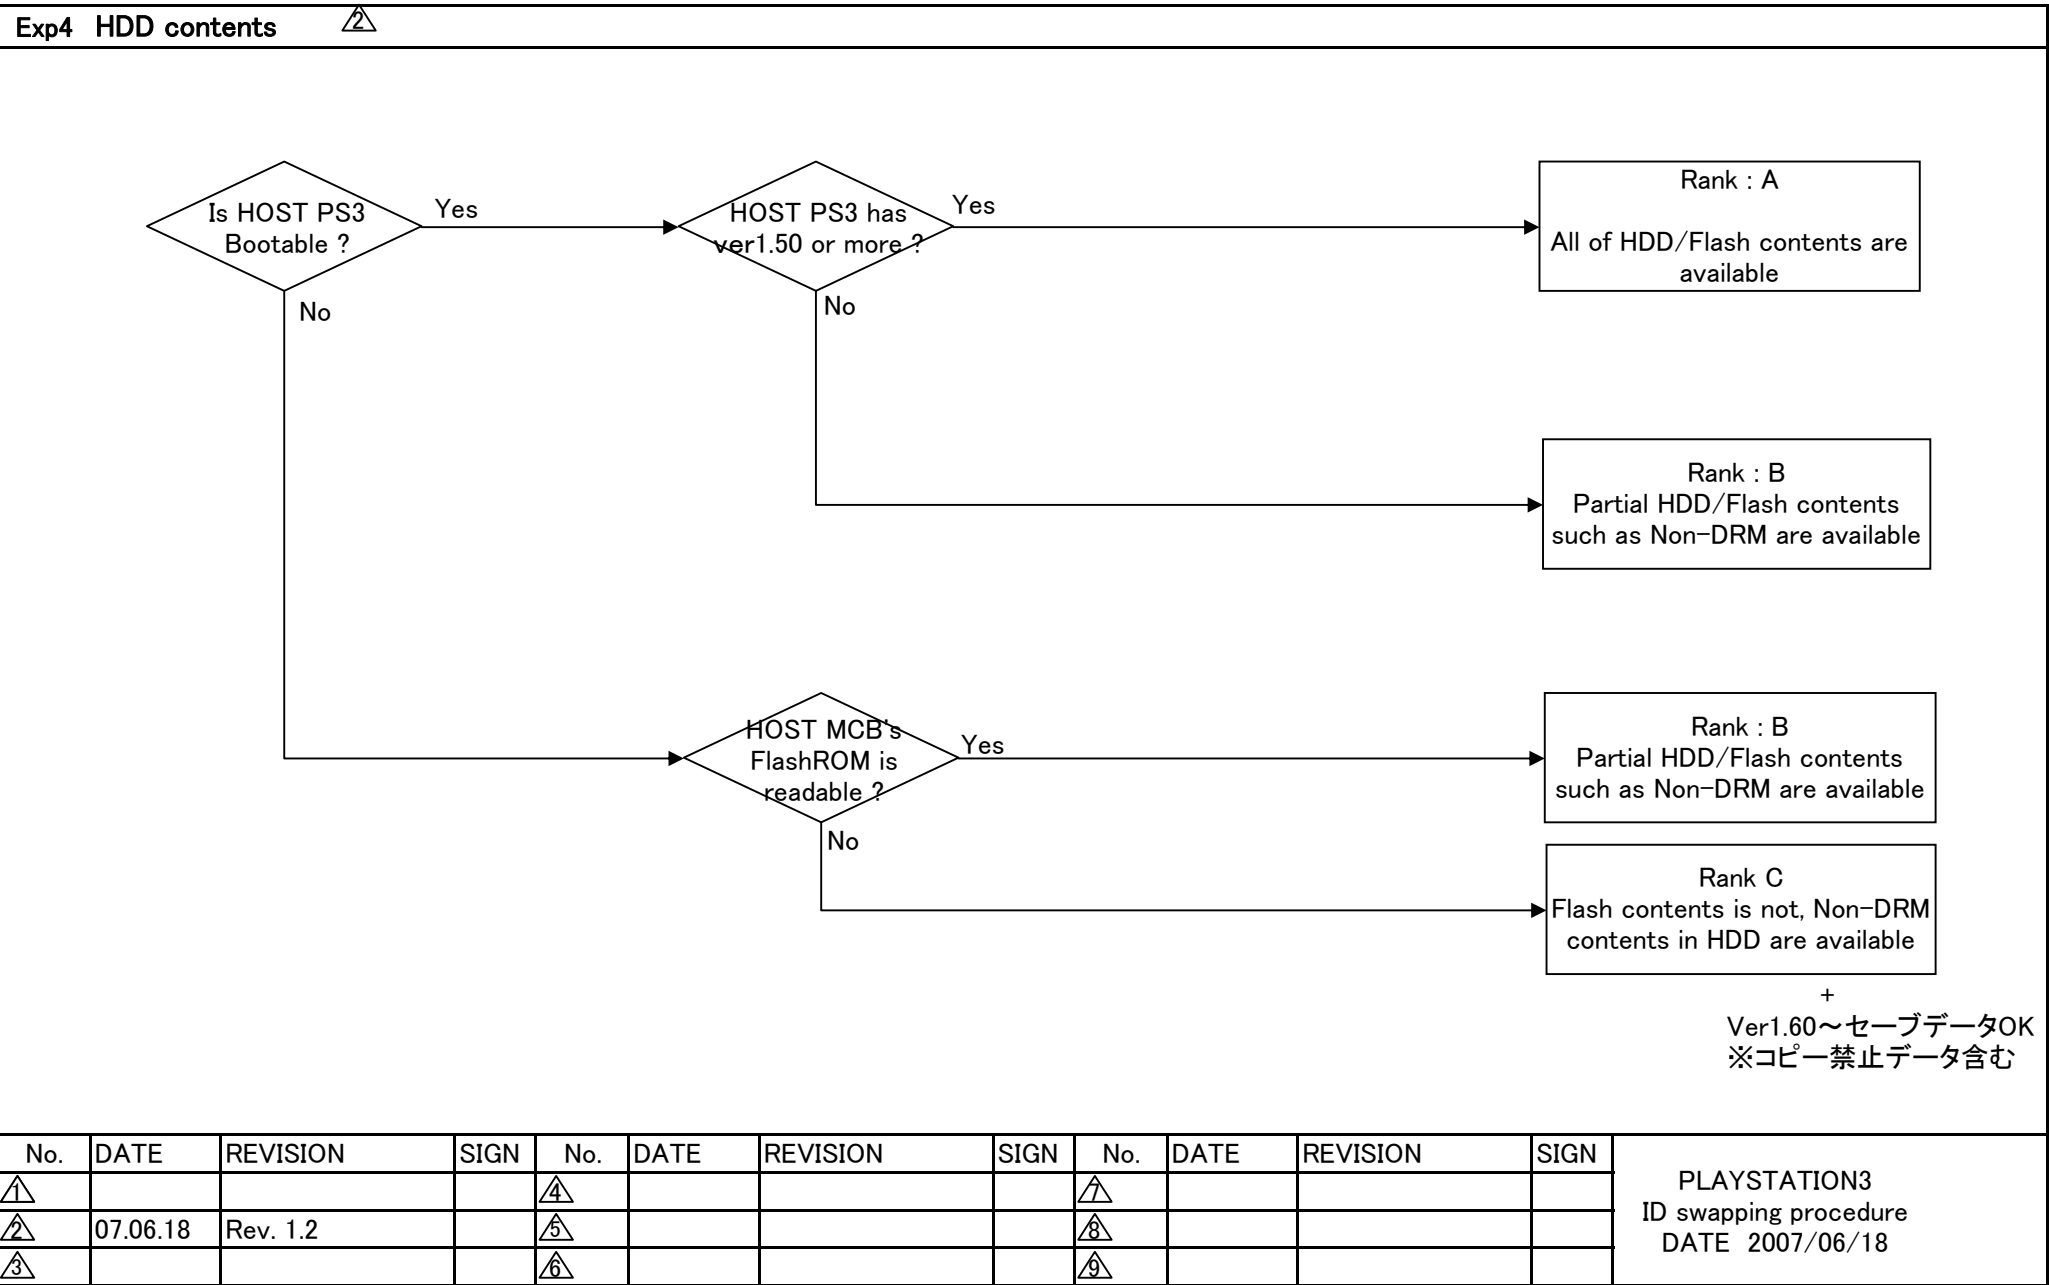 Exp4 HDD contents 2
Is HOST PS3
Bootable ?
Yes
No
HOST PS3 has
ver1.50 or more ?
Yes
No
Rank : A
All of HDD/Flash contents are
available
Rank : B
Partial HDD/Flash contents
such as Non-DRM are available
HOST MCB's
FlashROM is
readable ?
Yes
No
Rank : B
Partial HDD/Flash contents
such as Non-DRM are available
Rank C
Flash contents is not, Non-DRM
contents in HDD are available
+
Ver1.60～セーブデータOK
※コピー禁止データ含む
No. DATE REVISION SIGN No. DATE REVISION SIGN No. DATE REVISION SIGN
1 4 7
2 07.06.18 Rev. 1.2 5 8
3 6 9
PLAYSTATION3
ID swapping procedure
DATE 2007/06/18